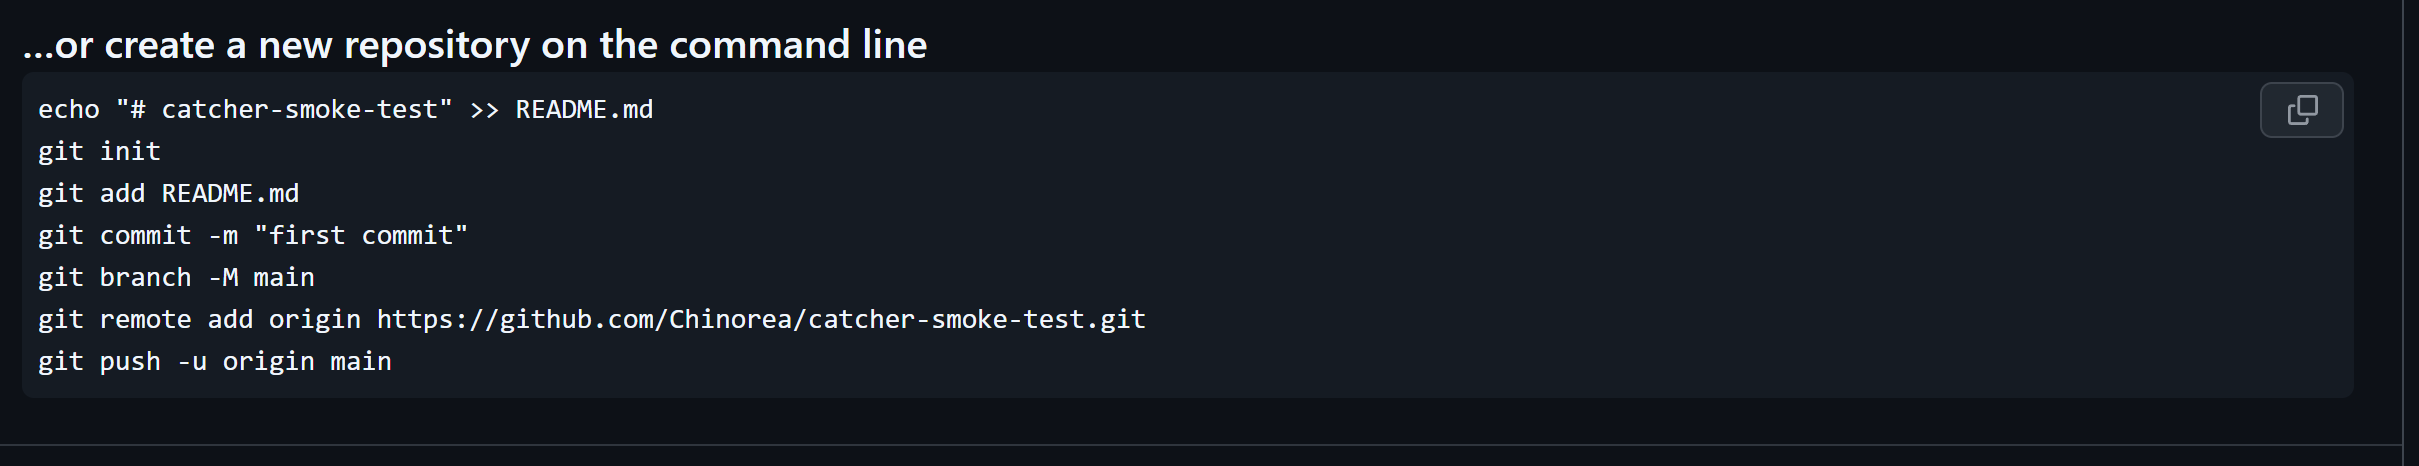 ...or create a new repository on the command line
echo "# catcher-smoke-test" >> README.md
git init
git add README.md
git commit -m "first commit"
git branch -M main
git remote add origin https://github.com/Chinorea/catcher-smoke-test.git
git push -u origin main